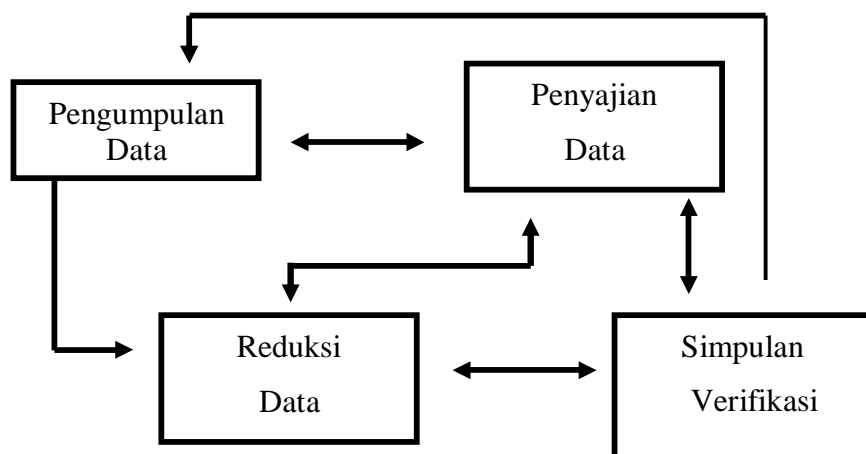 Pengumpulan
Data
Penyajian
Data
Reduksi
Data
Simpulan
Verifikasi